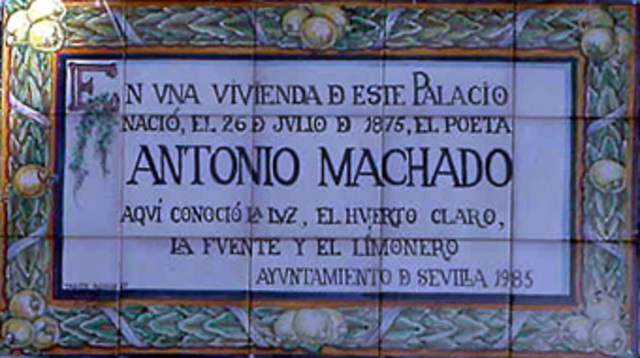 EN VNA VIVIENDA D ESTE PALACIO
NACIÓ, EL 26 D JVLIO D 1875, EL POETA
ANTONIO MACHADO
AQVÍ CONOCIÓ LA LVZ, EL HVERTO CLARO,
LA FVENTE Y EL LIMONERO
AYVNTAMIENTO D SEVILLA 1985